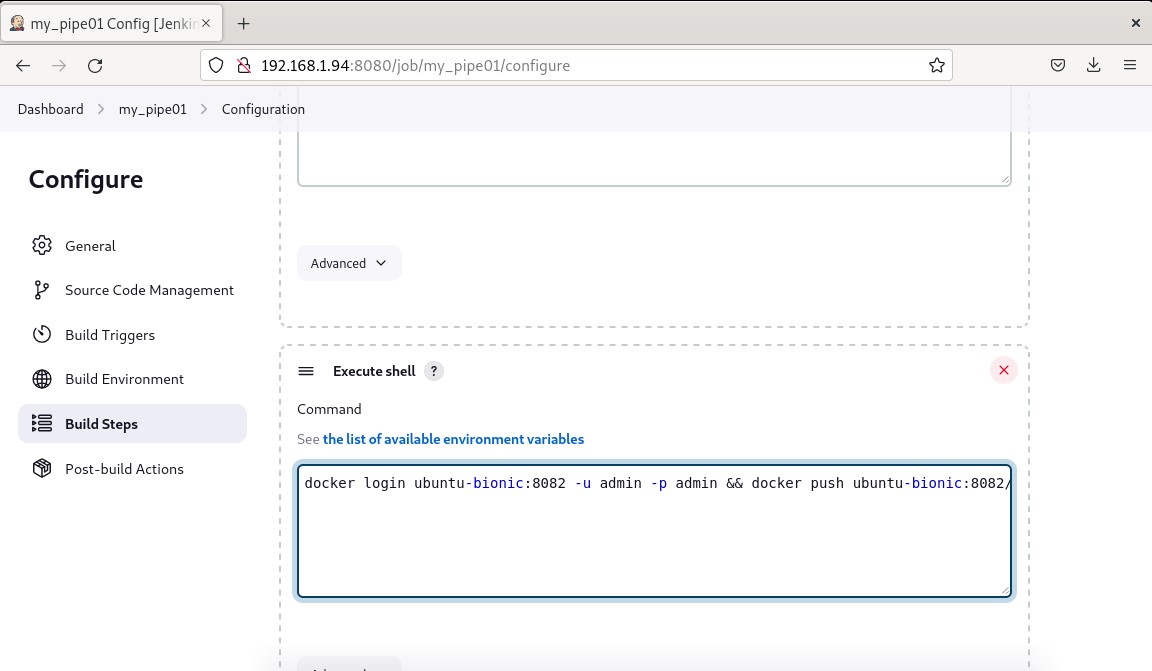 my_pipe01 Config [Jenkin
192.168.1.94:8080/job/my_pipe01/configure
Dashboard my_pipe01 Configuration
Configure
General
Source Code Management
Build Triggers
Build Environment
Build Steps
Post-build Actions
Advanced
Execute shell ?
Command
See the list of available environment variables
docker login ubuntu-bionic:8082 -u admin -p admin && docker push ubuntu-bionic:8082/